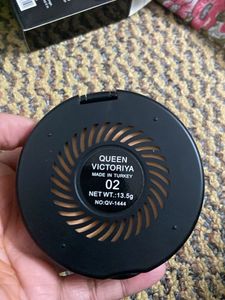 QUEEN
VICTORIYA
MADE IN TURKEY
02
NET WT.:13.5g
NO:QV-1444